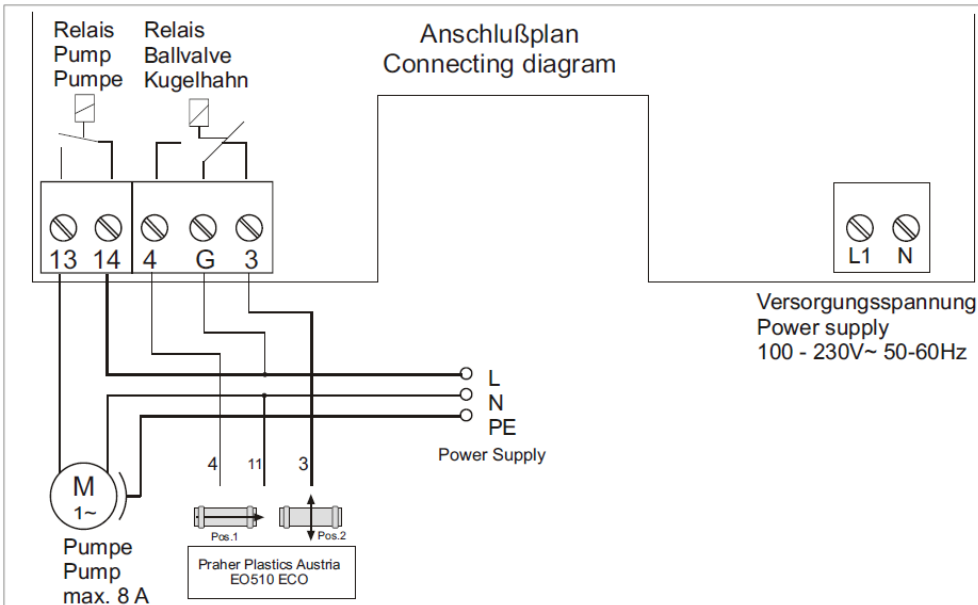 Anschlußplan
Connecting diagram
Relais
Pump
Pumpe
Relais
Ballvalve
Kugelhahn
13 14 4 G 3
L1 N
Versorgungsspannung
Power supply
100 - 230V~ 50-60Hz
L
N
PE
Power Supply
4 11 3
M
1~
Pos.1 Pos.2
Praher Plastics Austria
EO510 ECO
Pumpe
Pump
max. 8 A